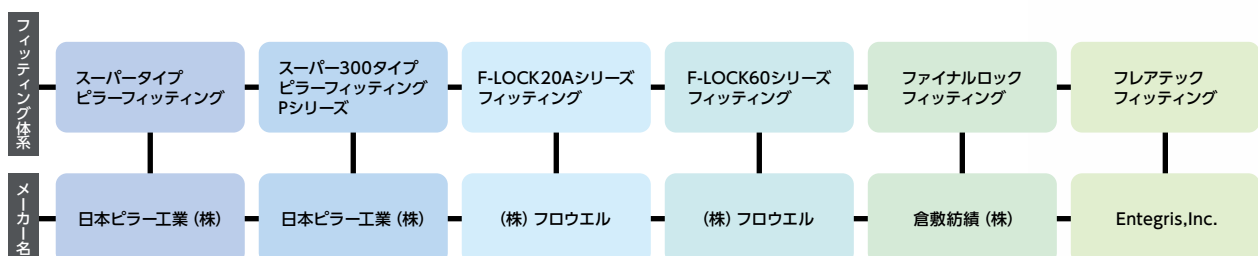 フィッティング体系
スーパータイプ
ピラーフィッティング
スーパー300タイプ
ピラーフィッティング
Pシリーズ
F-LOCK20Aシリーズ
フィッティング
F-LOCK60シリーズ
フィッティング
ファイナルロック
フィッティング
フレアテック
フィッティング
メーカー名
日本ピラー工業(株)
日本ピラー工業(株)
(株)フロウエル
(株)フロウエル
倉敷紡績(株)
Entegris,Inc.